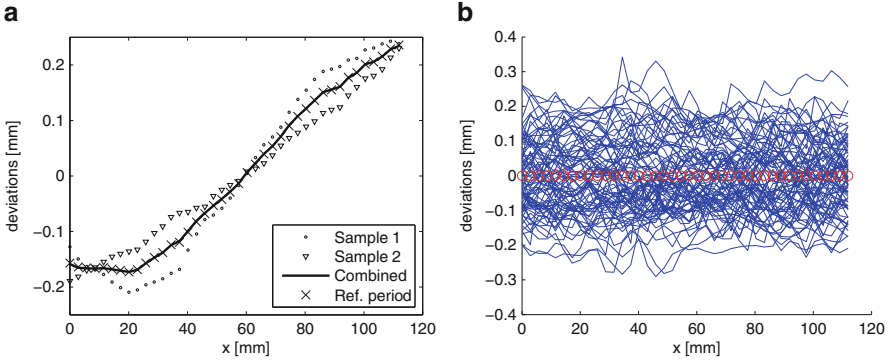 a
deviations [mm]
0.2
0.1
0
−0.1
−0.2
0
20
40
60
80
100
120
x [mm]
Sample 1
Sample 2
Combined
Ref. period
b
deviations [mm]
0.4
0.3
0.2
0.1
0
−0.1
−0.2
−0.3
−0.4
0
20
40
60
80
100
120
x [mm]